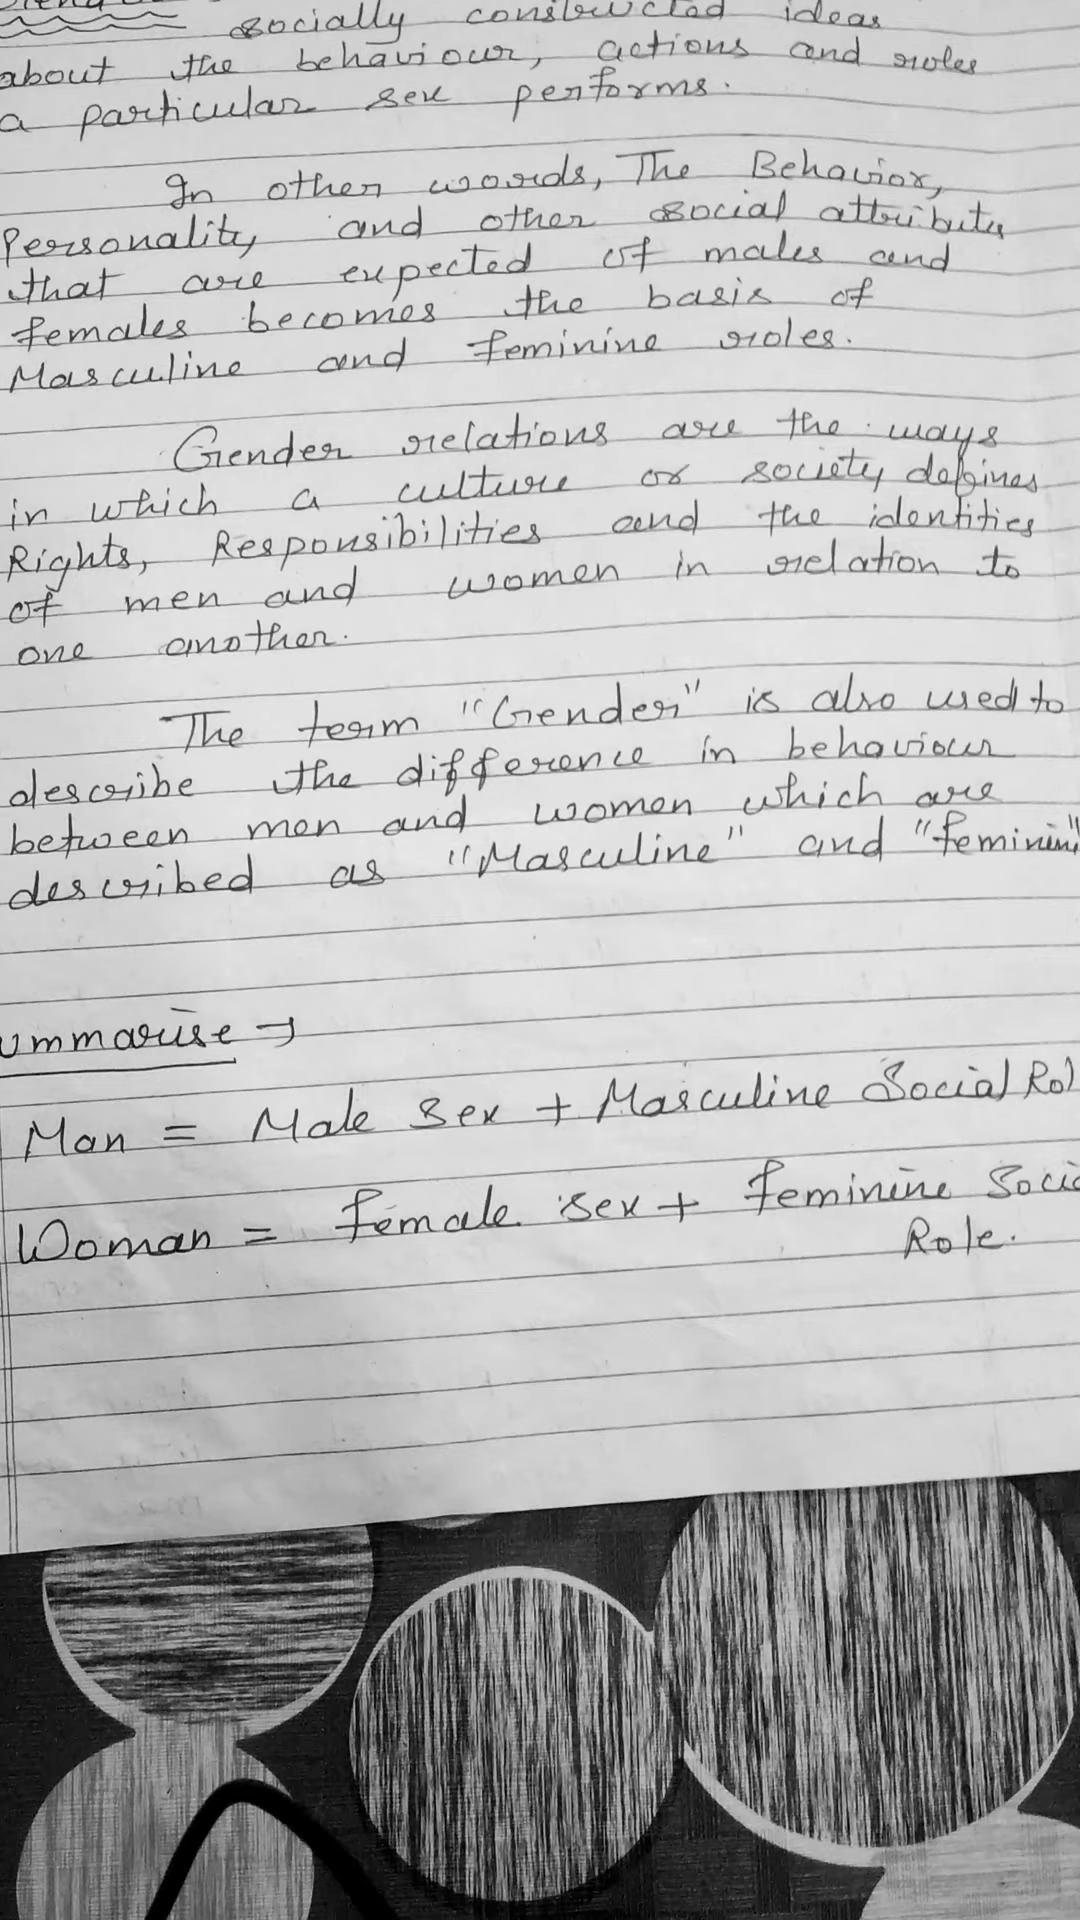 socially constructed ideas
about the behaviour, actions and roles
a particular sex performs.
In other words, The Behavior,
Personality, and other social attributes
that are expected of males and
females becomes the basis of
Masculine and feminine roles.
Gender relations are the ways
in which a culture or society defines
Rights, Responsibilities and the identities
of men and women in relation to
one another.
The term "Gender" is also used to
describe the difference in behaviour
between men and women which are
described as "Masculine" and "feminin
ummarise →
Man = Male Sex + Masculine Social Rol
Woman = female sex + feminine Socia
Role.